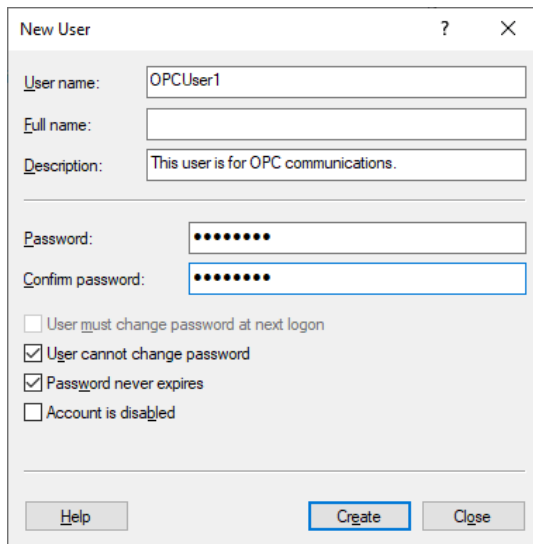 New User
?
User name: OPCUser1
Full name:
Description: This user is for OPC communications.
Password: ●●●●●●●●
Confirm password: ●●●●●●●●
User must change password at next logon
User cannot change password
Password never expires
Account is disabled
Help Create Close